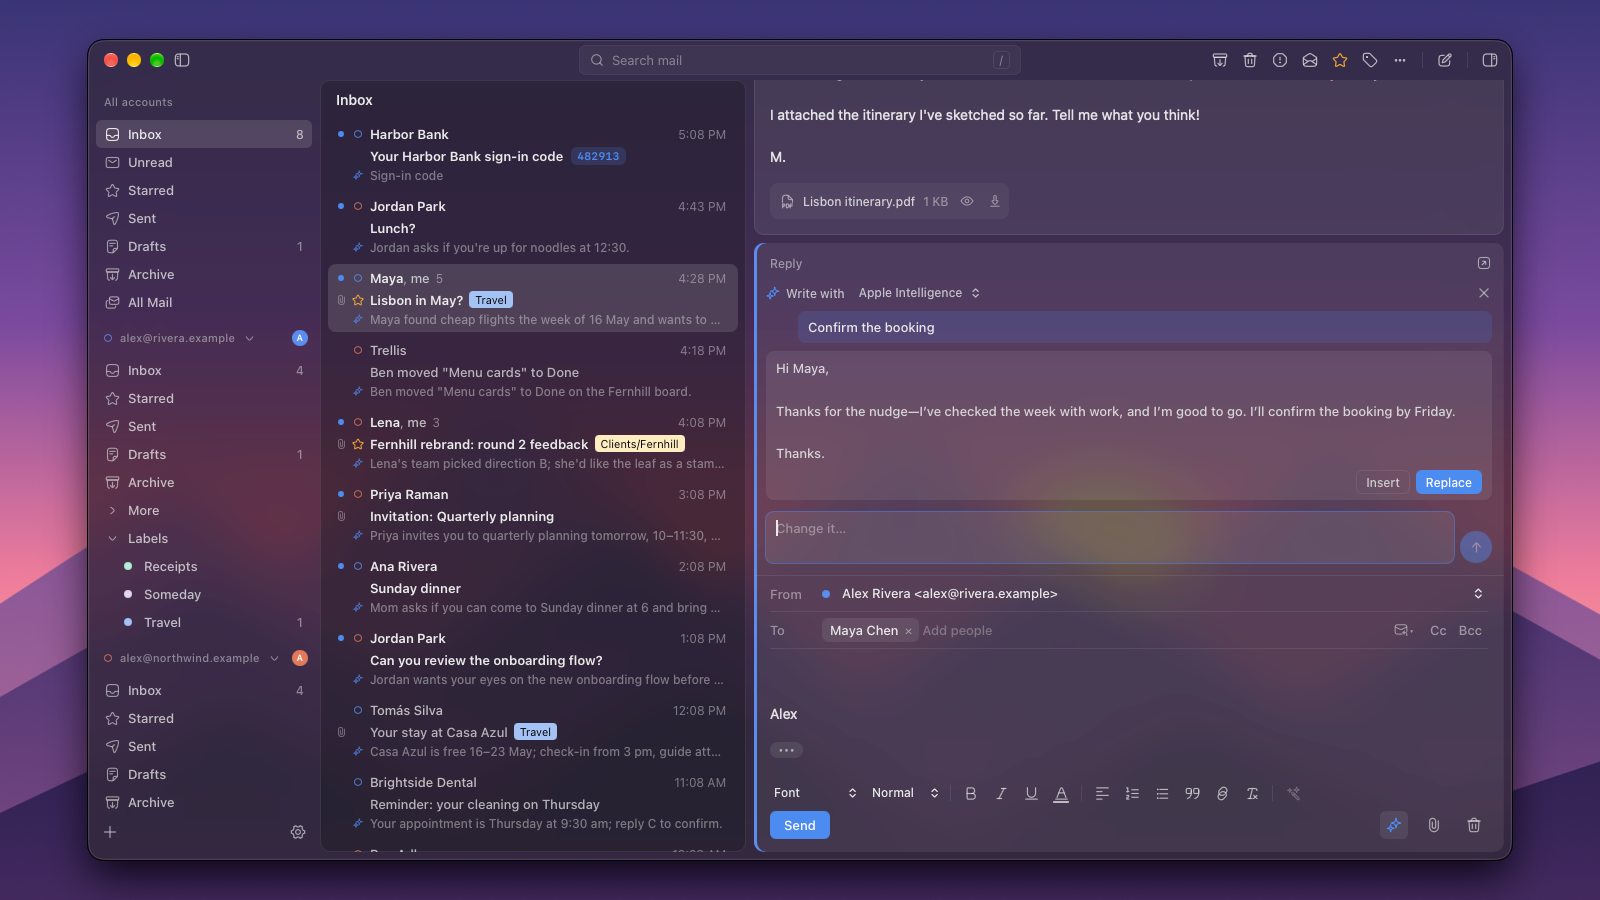 Search mail
/
All accounts
Inbox 8
Unread
Starred
Sent
Drafts 1
Archive
All Mail
alex@rivera.example A
Inbox 4
Starred
Sent
Drafts 1
Archive
More
Labels
Receipts
Someday
Travel 1
alex@northwind.example A
Inbox 4
Starred
Sent
Drafts
Archive
Inbox
Harbor Bank 5:08 PM
Your Harbor Bank sign-in code 482913
Sign-in code
Jordan Park 4:43 PM
Lunch?
Jordan asks if you're up for noodles at 12:30.
Maya, me 5 4:28 PM
Lisbon in May? Travel
Maya found cheap flights the week of 16 May and wants to ...
Trellis 4:18 PM
Ben moved "Menu cards" to Done
Ben moved "Menu cards" to Done on the Fernhill board.
Lena, me 3 4:08 PM
Fernhill rebrand: round 2 feedback Clients/Fernhill
Lena's team picked direction B; she'd like the leaf as a stam...
Priya Raman 3:08 PM
Invitation: Quarterly planning
Priya invites you to quarterly planning tomorrow, 10–11:30, ...
Ana Rivera 2:08 PM
Sunday dinner
Mom asks if you can come to Sunday dinner at 6 and bring ...
Jordan Park 1:08 PM
Can you review the onboarding flow?
Jordan wants your eyes on the new onboarding flow before ...
Tomás Silva 12:08 PM
Your stay at Casa Azul Travel
Casa Azul is free 16–23 May; check-in from 3 pm, guide att...
Brightside Dental 11:08 AM
Reminder: your cleaning on Thursday
Your appointment is Thursday at 9:30 am; reply C to confirm.
I attached the itinerary I've sketched so far. Tell me what you think!
M.
PDF Lisbon itinerary.pdf 1 KB
Reply
Write with Apple Intelligence
Confirm the booking
Hi Maya,
Thanks for the nudge—I’ve checked the week with work, and I’m good to go. I’ll confirm the booking by Friday.
Thanks.
Insert Replace
Change it...
From Alex Rivera <alex@rivera.example>
To Maya Chen × Add people Cc Bcc
Alex
Font Normal B I U A
Send